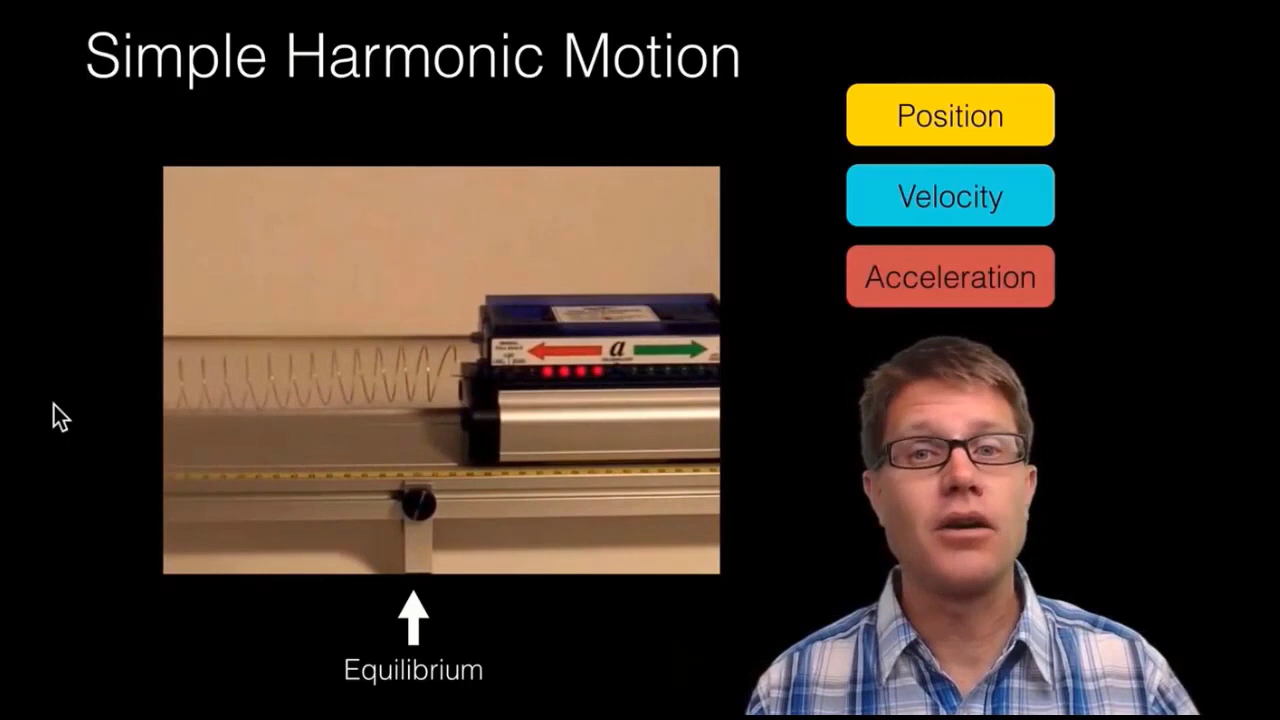 Simple Harmonic Motion
Position
Velocity
Acceleration
a
Equilibrium